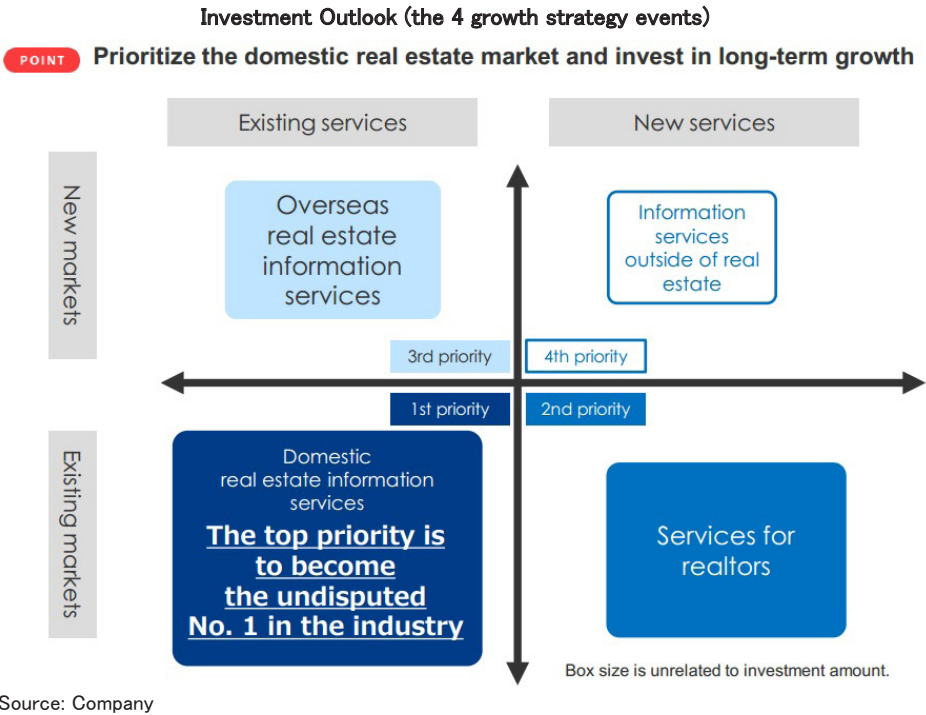 Investment Outlook (the 4 growth strategy events)
POINT Prioritize the domestic real estate market and invest in long-term growth
Existing services
New services
New markets
Overseas
real estate
information
services
Information
services
outside of real
estate
3rd priority
4th priority
1st priority
2nd priority
Existing markets
Domestic
real estate information
services
The top priority is
to become
the undisputed
No. 1 in the industry
Services for
realtors
Box size is unrelated to investment amount.
Source: Company